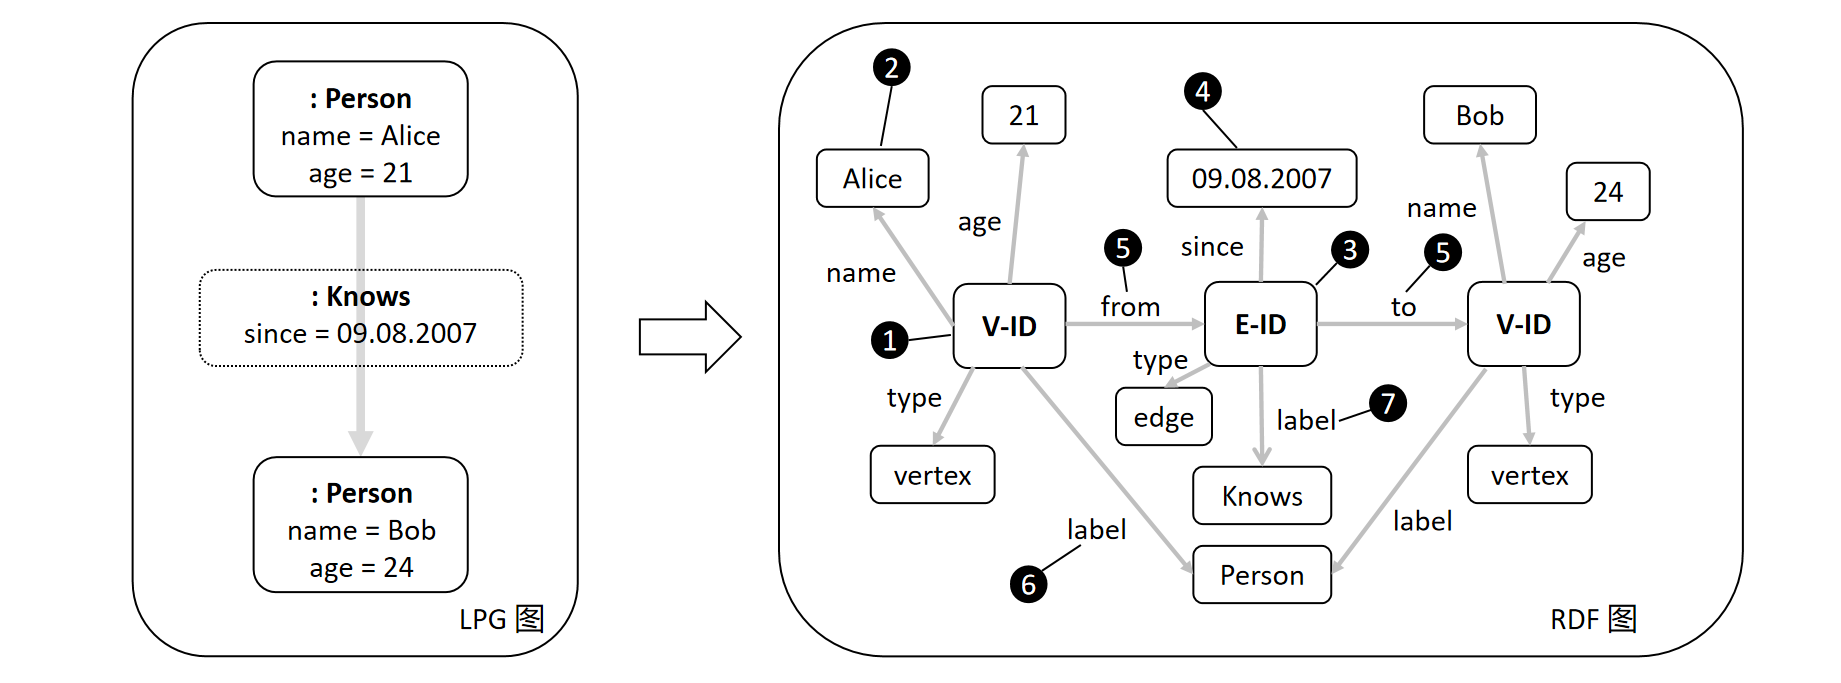 : Person
name = Alice
age = 21
: Knows
since = 09.08.2007
: Person
name = Bob
age = 24
LPG 图
2
4
21
Bob
Alice
09.08.2007
24
age
name
since
5
3
5
age
name
from
to
1
V-ID
E-ID
V-ID
type
type
type
edge
label
7
vertex
Knows
vertex
label
label
6
Person
RDF 图